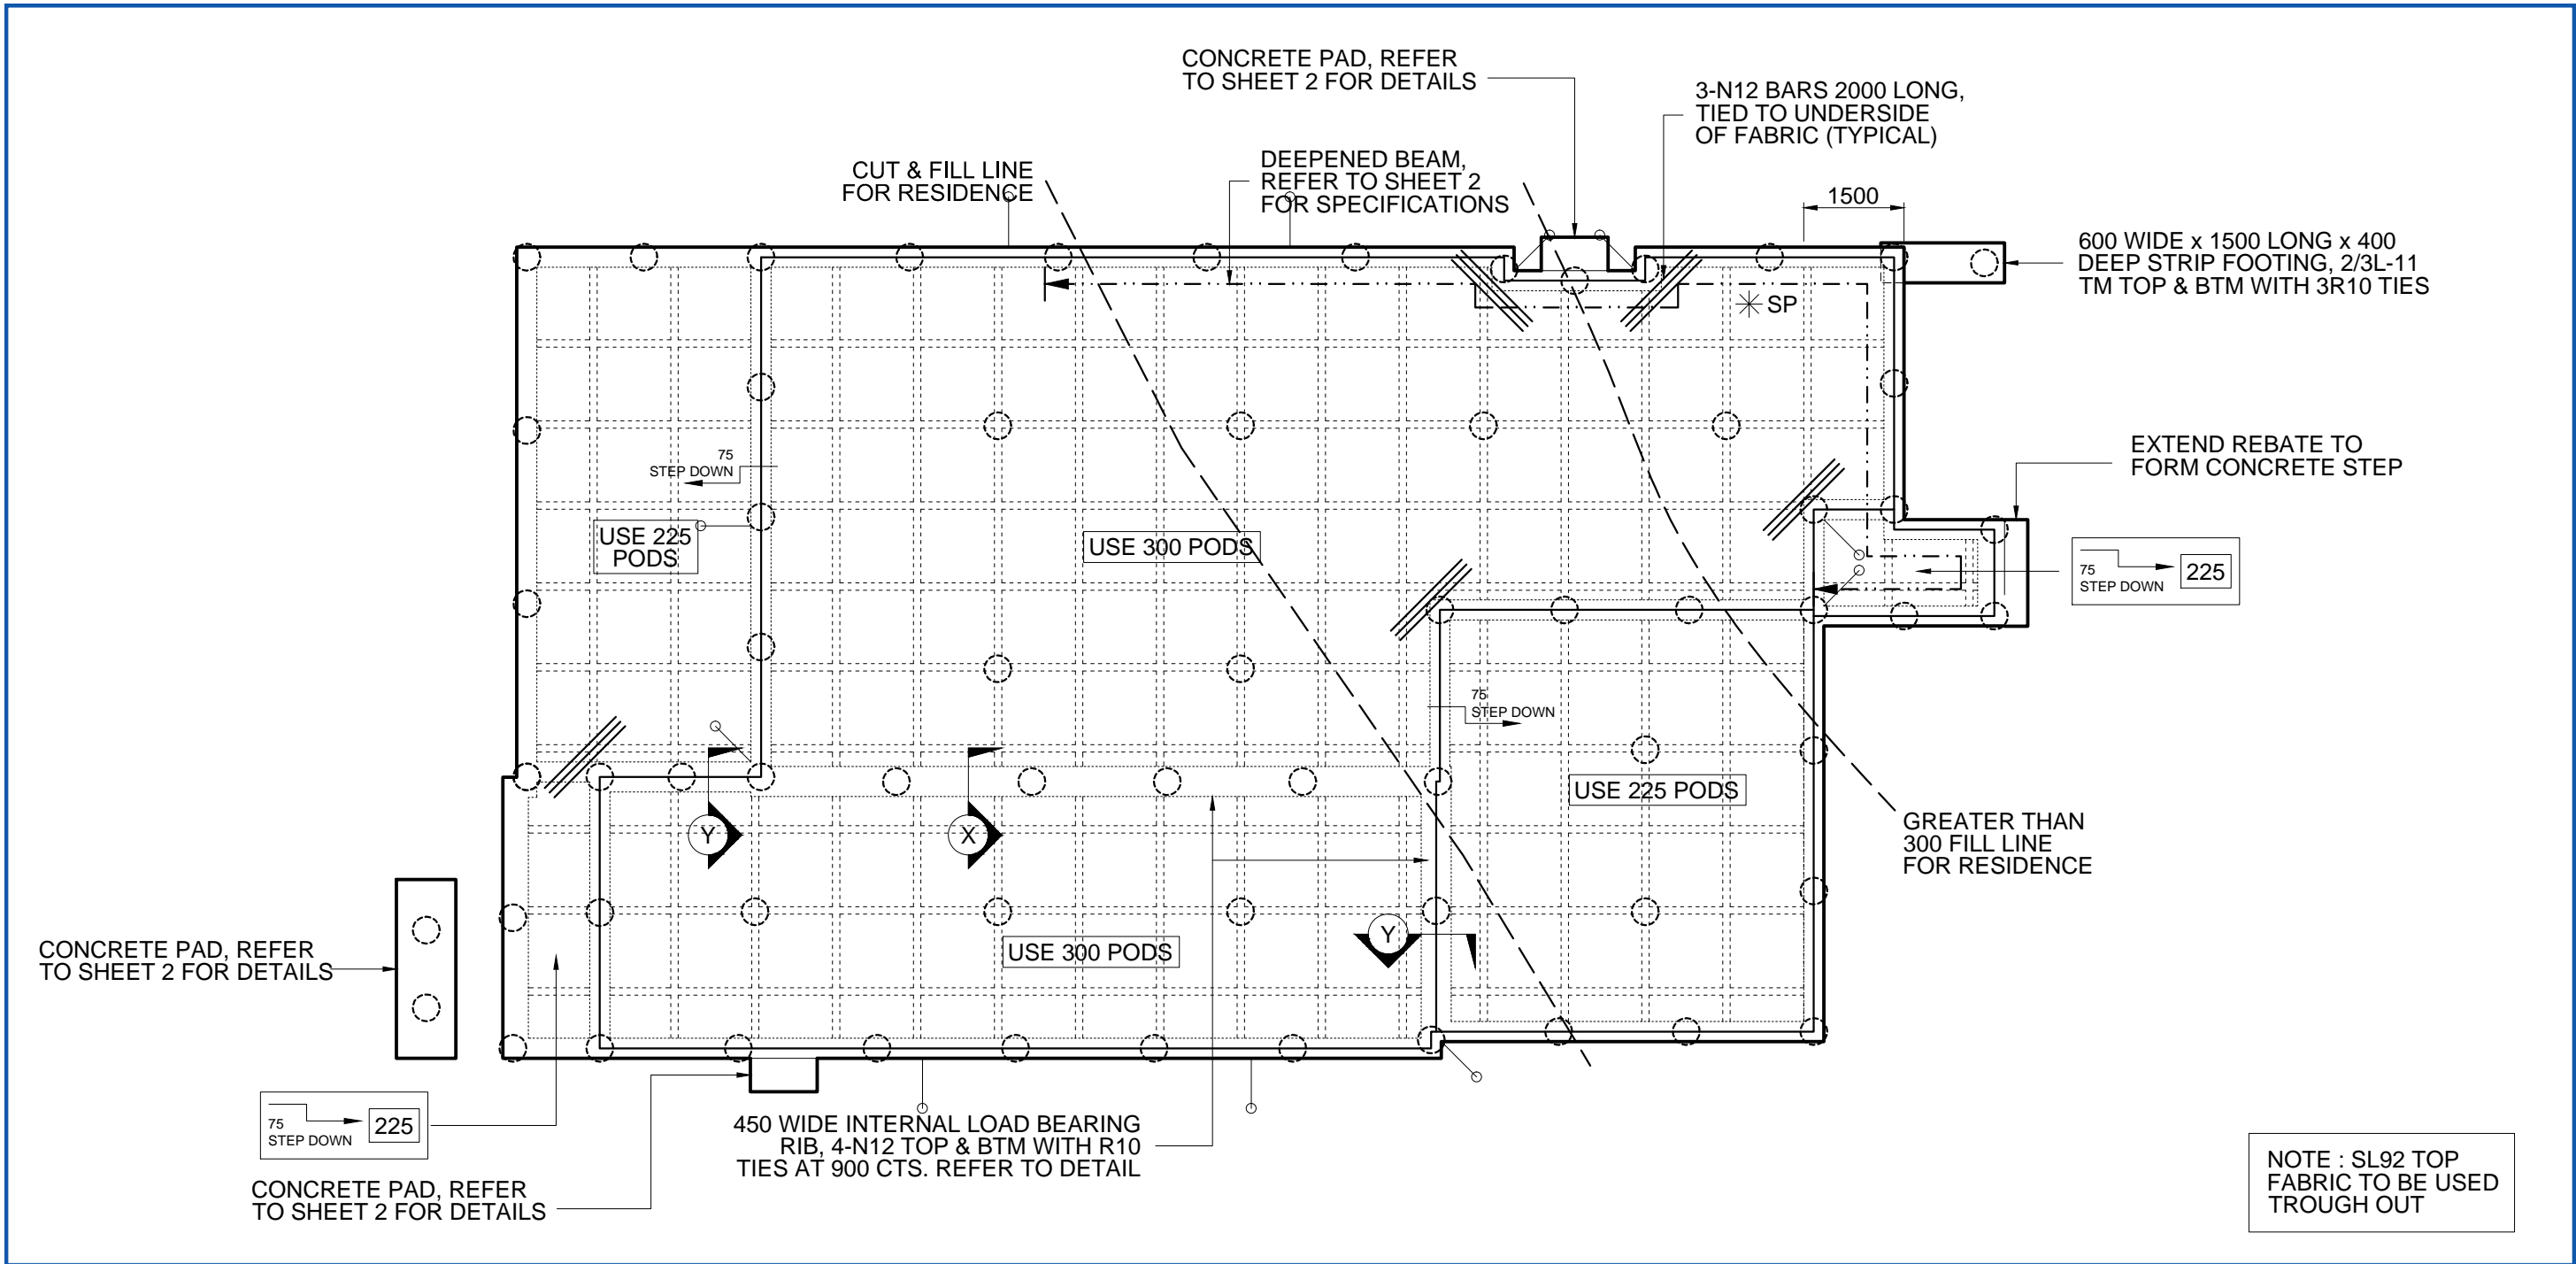 CONCRETE PAD, REFER
TO SHEET 2 FOR DETAILS
3-N12 BARS 2000 LONG,
TIED TO UNDERSIDE
OF FABRIC (TYPICAL)
CUT & FILL LINE
FOR RESIDENCE
DEEPENED BEAM,
REFER TO SHEET 2
FOR SPECIFICATIONS
1500
600 WIDE x 1500 LONG x 400
DEEP STRIP FOOTING, 2/3L-11
TM TOP & BTM WITH 3R10 TIES
SP
EXTEND REBATE TO
FORM CONCRETE STEP
75
STEP DOWN
USE 225
PODS
USE 300 PODS
75
STEP DOWN
225
75
STEP DOWN
USE 225 PODS
Y
X
GREATER THAN
300 FILL LINE
FOR RESIDENCE
Y
USE 300 PODS
CONCRETE PAD, REFER
TO SHEET 2 FOR DETAILS
75
STEP DOWN
225
450 WIDE INTERNAL LOAD BEARING
RIB, 4-N12 TOP & BTM WITH R10
TIES AT 900 CTS. REFER TO DETAIL
CONCRETE PAD, REFER
TO SHEET 2 FOR DETAILS
NOTE : SL92 TOP
FABRIC TO BE USED
TROUGH OUT